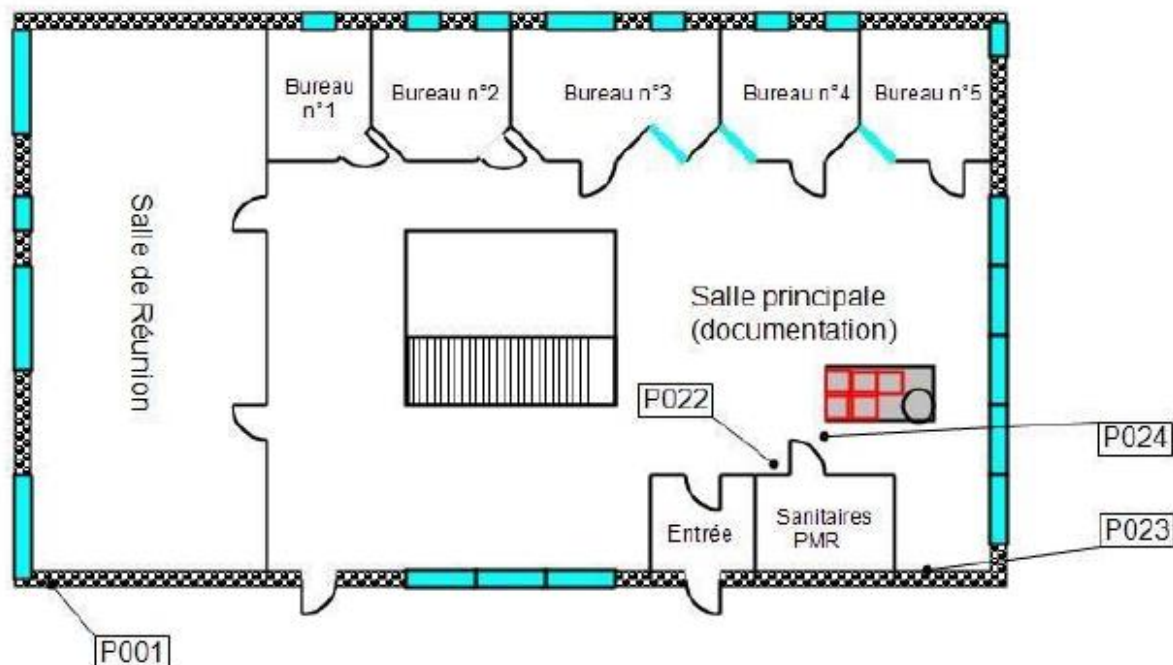 Bureau
n°1
Bureau n°2
Bureau n°3
Bureau n°4
Bureau n°5
Salle de Réunion
Salle principale
(documentation)
P022
P024
Entrée
Sanitaires
PMR
P023
P001